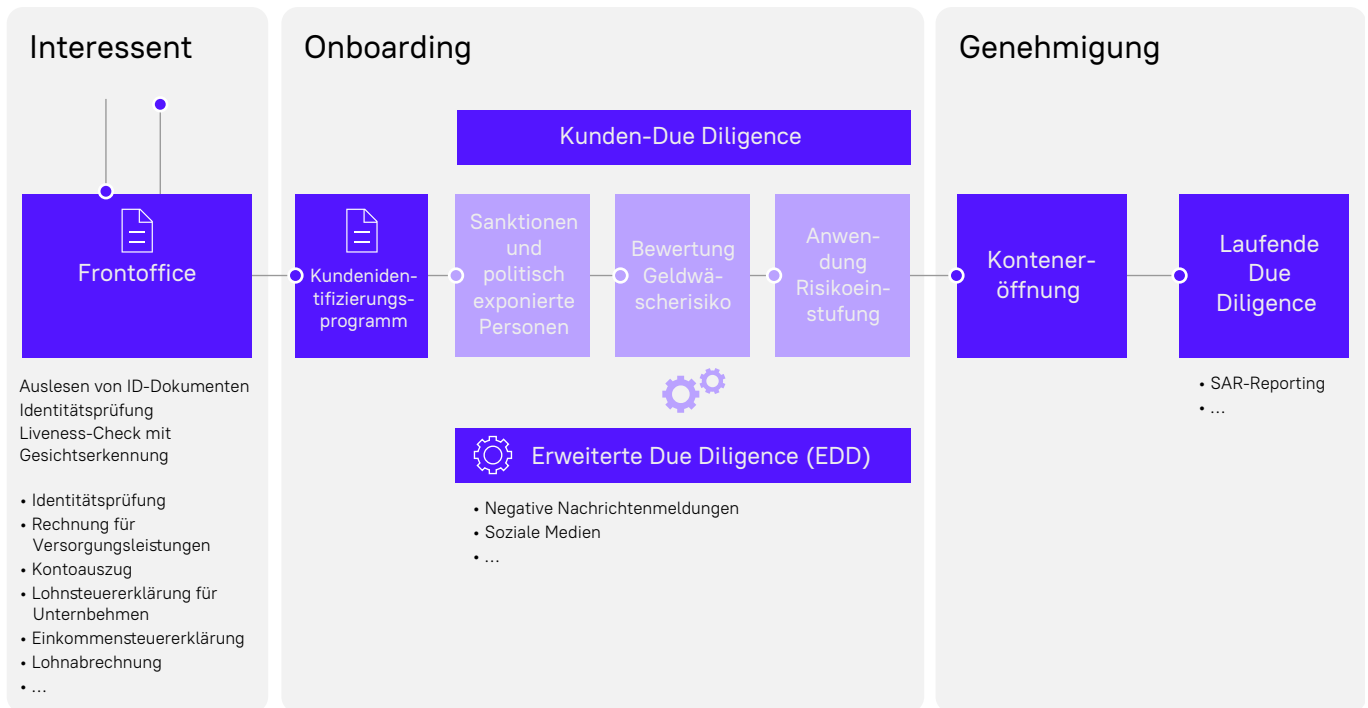 Interessent
Frontoffice
Auslesen von ID-Dokumenten
Identitätsprüfung
Liveness-Check mit
Gesichtserkennung
• Identitätsprüfung
• Rechnung für
Versorgungsleistungen
• Kontoauszug
• Lohnsteuererklärung für
Unternbehmen
• Einkommensteuererklärung
• Lohnabrechnung
• ...
Onboarding
Kunden-Due Diligence
Kundeniden-
tifizierungs-
programm
Sanktionen
und
politisch
exponierte
Personen
Bewertung
Geldwä-
scherisiko
Anwen-
dung
Risikoein-
stufung
Erweiterte Due Diligence (EDD)
• Negative Nachrichtenmeldungen
• Soziale Medien
• ...
Genehmigung
Kontener-
öffnung
Laufende
Due
Diligence
• SAR-Reporting
• ...